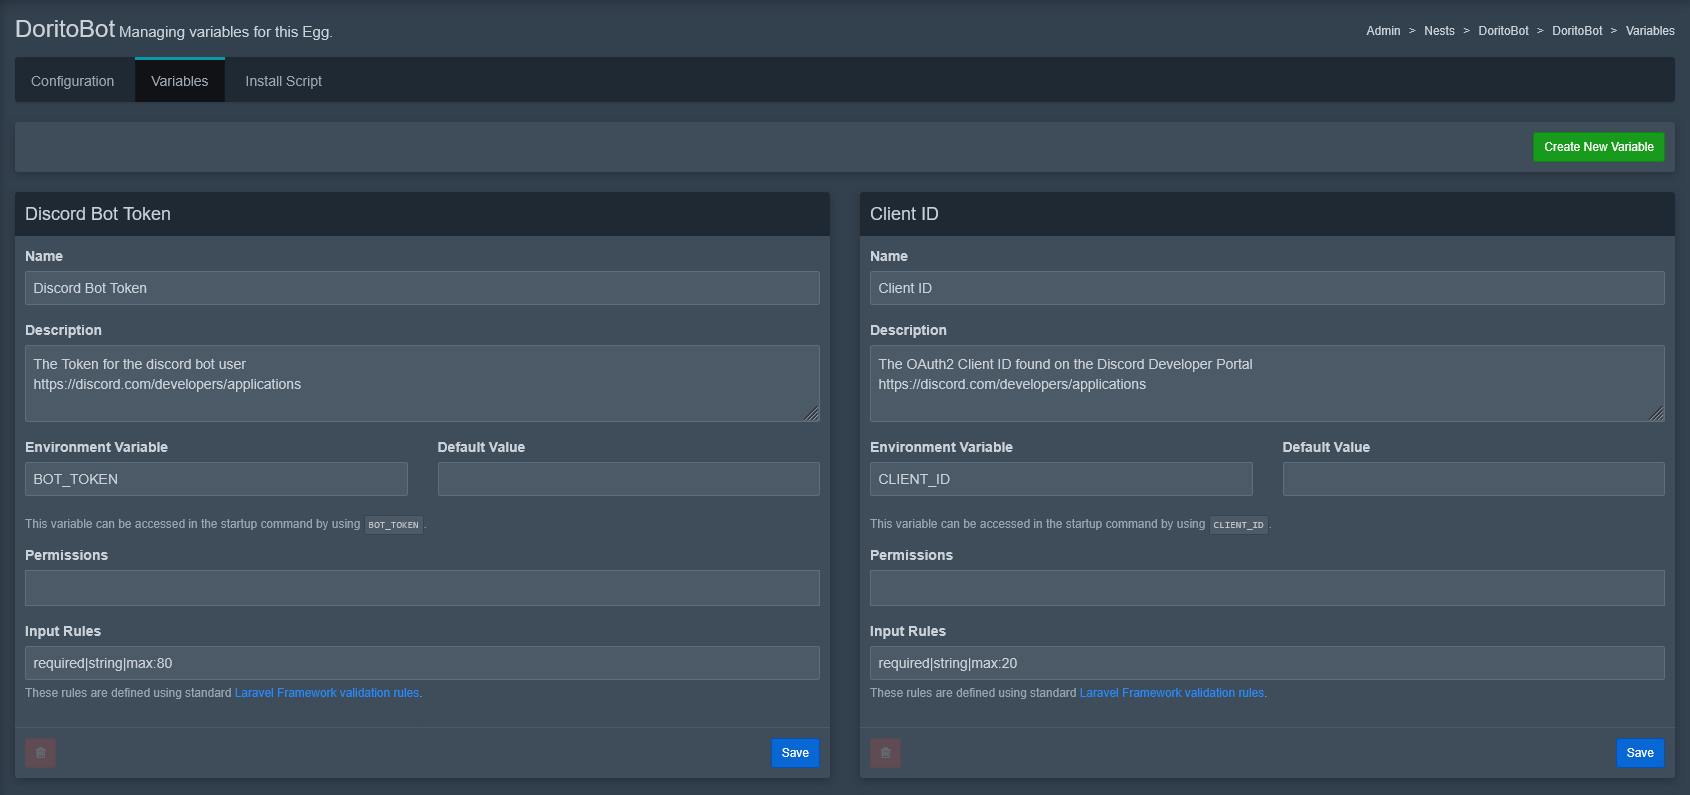 DoritoBot Managing variables for this Egg.
Admin > Nests > DoritoBot > DoritoBot > Variables
Configuration Variables Install Script
Create New Variable
Discord Bot Token
Name
Discord Bot Token
Description
The Token for the discord bot user
https://discord.com/developers/applications
Environment Variable Default Value
BOT_TOKEN
This variable can be accessed in the startup command by using BOT_TOKEN.
Permissions
Input Rules
required|string|max:80
These rules are defined using standard Laravel Framework validation rules.
Save
Client ID
Name
Client ID
Description
The OAuth2 Client ID found on the Discord Developer Portal
https://discord.com/developers/applications
Environment Variable Default Value
CLIENT_ID
This variable can be accessed in the startup command by using CLIENT_ID.
Permissions
Input Rules
required|string|max:20
These rules are defined using standard Laravel Framework validation rules.
Save